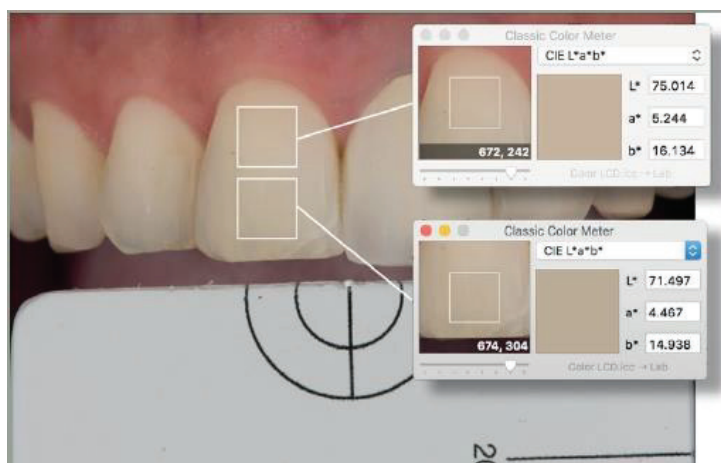 Classic Color Meter
CIE L*a*b*
L* 75.014
a* 5.244
b* 16.134
672, 242
Color LCD.icc → Lab
Classic Color Meter
CIE L*a*b*
L* 71.497
a* 4.467
b* 14.938
674, 304
Color LCD.icc → Lab
20